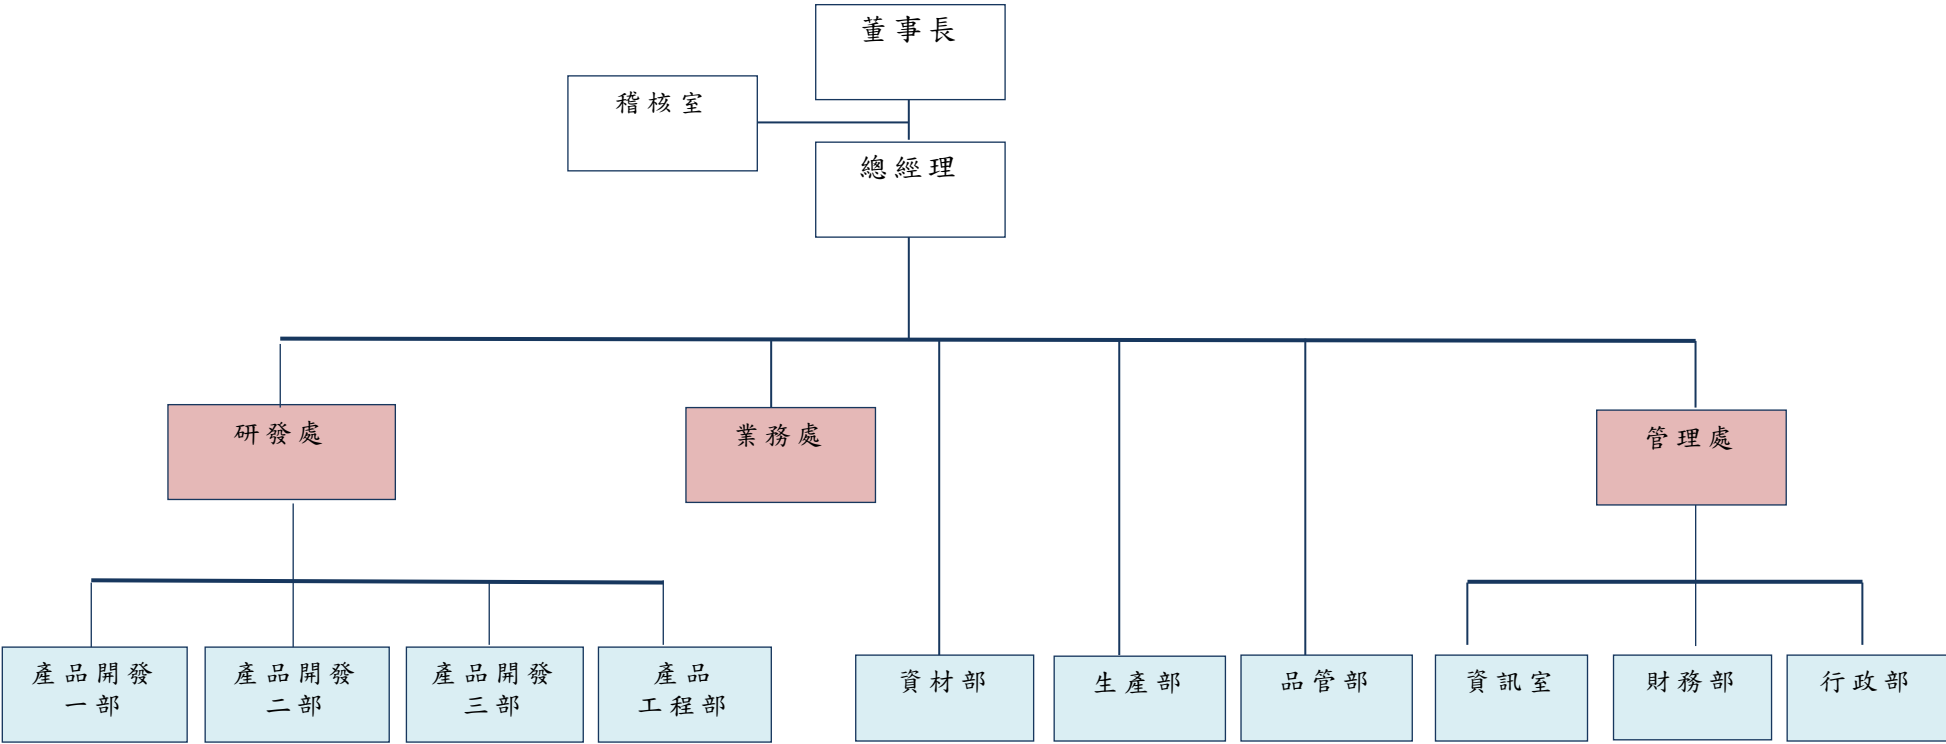 董事長
稽核室
總經理
研發處
業務處
管理處
產品開發
一部
產品開發
二部
產品開發
三部
產品
工程部
資材部
生產部
品管部
資訊室
財務部
行政部